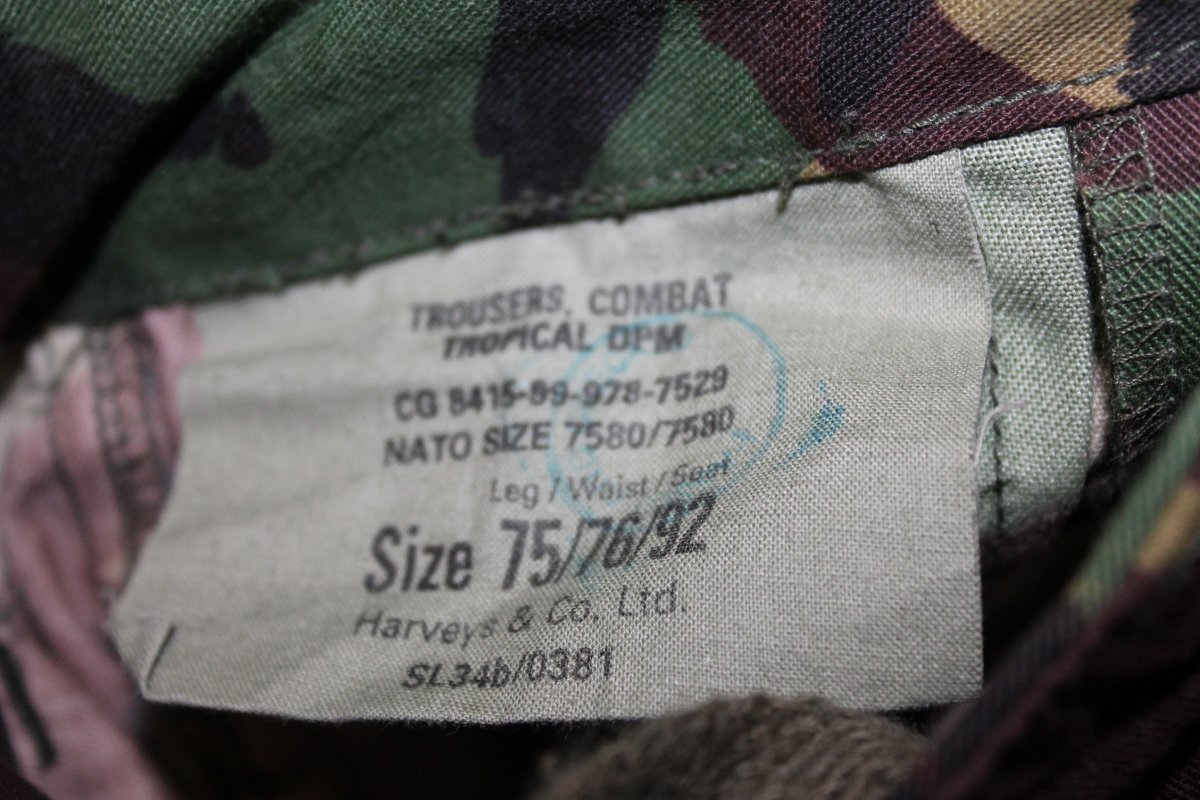 TROUSERS, COMBAT
TROPICAL DPM
CG 8415-99-978-7529
NATO SIZE 7580/7580
Leg / Waist / Seat
Size 75/76/92
Harveys & Co. Ltd.
SL34b/0381